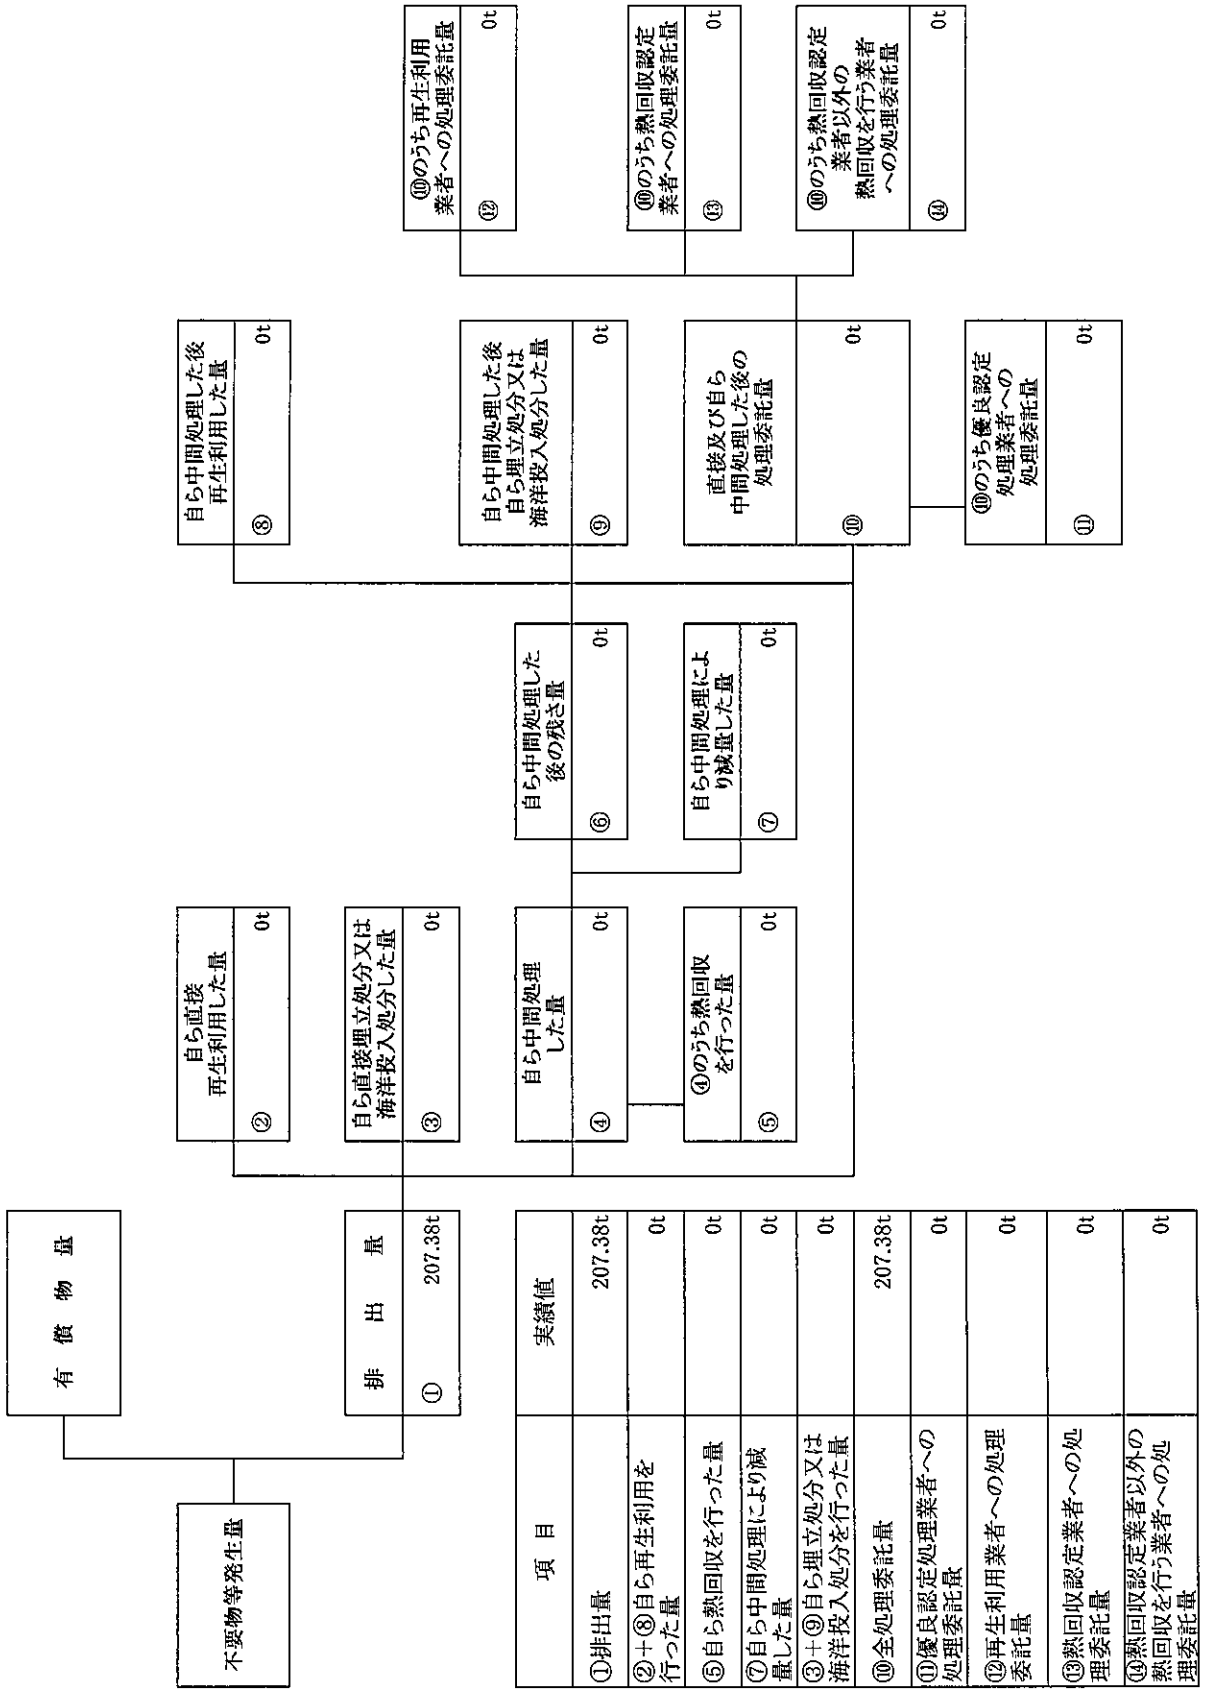 不要物等発生量
有 償 物 量
排 出 量
① 207.38t
自ら直接
再生利用した量
② 0t
自ら直接埋立処分又は
海洋投入処分した量
③ 0t
自ら中間処理
した量
④ 0t
④のうち熱回収
を行った量
⑤ 0t
自ら中間処理した
後の残さ量
⑥ 0t
自ら中間処理によ
り減量した量
⑦ 0t
自ら中間処理した後
再生利用した量
⑧ 0t
自ら中間処理した後
自ら埋立処分又は
海洋投入処分した量
⑨ 0t
直接及び自ら
中間処理した後の
処理委託量
⑩ 0t
⑩のうち優良認定
処理業者への
処理委託量
⑪ 0t
⑩のうち再生利用
業者への処理委託量
⑫ 0t
⑩のうち熱回収認定
業者への処理委託量
⑬ 0t
⑩のうち熱回収認定
業者以外の
熱回収を行う業者
への処理委託量
⑭ 0t
項 目 実績値
①排出量 207.38t
②+⑧自ら再生利用を
行った量 0t
⑤自ら熱回収を行った量 0t
⑦自ら中間処理により減
量した量 0t
③+⑨自ら埋立処分又は
海洋投入処分を行った量 0t
⑩全処理委託量 207.38t
⑪優良認定処理業者への
処理委託量 0t
⑫再生利用業者への処理
委託量 0t
⑬熱回収認定業者への処
理委託量 0t
⑭熱回収認定業者以外の
熱回収を行う業者への処
理委託量 0t